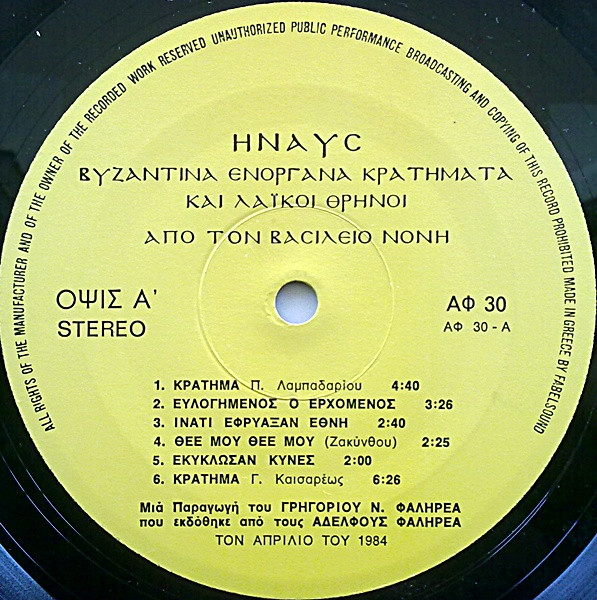 ALL RIGHTS OF THE MANUFACTURER AND OF THE OWNER OF THE RECORDED WORK RESERVED UNAUTHORIZED PUBLIC PERFORMANCE BROADCASTING AND COPYING OF THIS RECORD PROHIBITED MADE IN GREECE BY FABELSOUND
ΗΝΑΥС
ΒΥΖΑΝΤΙΝΑ ΕΝΟΡΓΑΝΑ ΚΡΑΤΗΜΑΤΑ
ΚΑΙ ΛΑΪΚΟΙ ΘΡΗΝΟΙ
ΑΠΟ ΤΟΝ ΒΑCΙΛΕΙΟ ΝΟΝΗ
ΟΨΙΣ Α'
STEREO
ΑΦ 30
ΑΦ 30 - Α
1. ΚΡΑΤΗΜΑ Π. Λαμπαδαρίου 4:40
2. ΕΥΛΟΓΗΜΕΝΟΣ Ο ΕΡΧΟΜΕΝΟΣ 3:26
3. ΙΝΑΤΙ ΕΦΡΥΑΞΑΝ ΕΘΝΗ 2:40
4. ΘΕΕ ΜΟΥ ΘΕΕ ΜΟΥ (Ζακύνθου) 2:25
5. ΕΚΥΚΛΩΣΑΝ ΚΥΝΕΣ 2:00
6. ΚΡΑΤΗΜΑ Γ. Καισαρέως 6:26
Μιά Παραγωγή του ΓΡΗΓΟΡΙΟΥ Ν. ΦΑΛΗΡΕΑ
που εκδόθηκε από τους ΑΔΕΛΦΟΥΣ ΦΑΛΗΡΕΑ
ΤΟΝ ΑΠΡΙΛΙΟ ΤΟΥ 1984